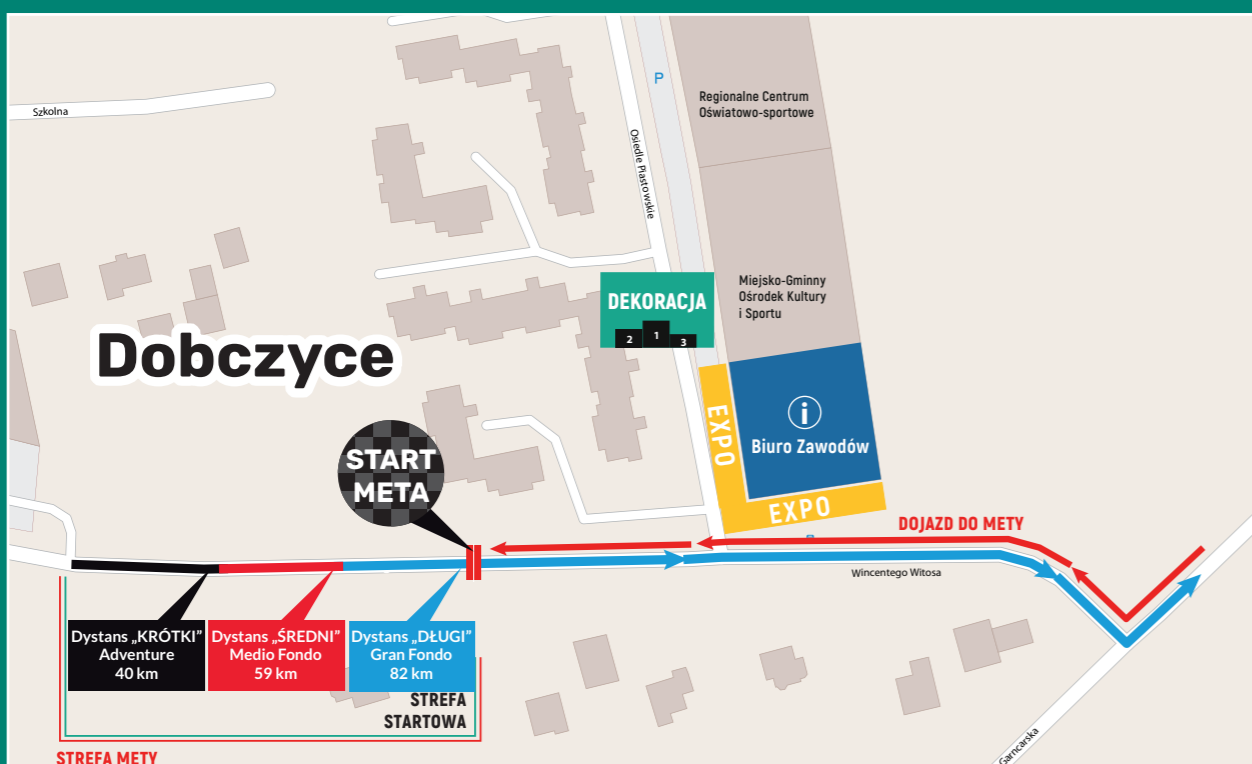 Szkolna
P
Osiedle Piastowskie
Regionalne Centrum
Oświatowo-sportowe
Miejsko-Gminny
Ośrodek Kultury
i Sportu
DEKORACJA
2 1 3
Dobczyce
EXPO
i
Biuro Zawodów
START
META
EXPO
DOJAZD DO METY
Wincentego Witosa
Dystans „KRÓTKI”
Adventure
40 km
Dystans „ŚREDNI”
Medio Fondo
59 km
Dystans „DŁUGI”
Gran Fondo
82 km
STREFA
STARTOWA
STREFA METY
Garncarska